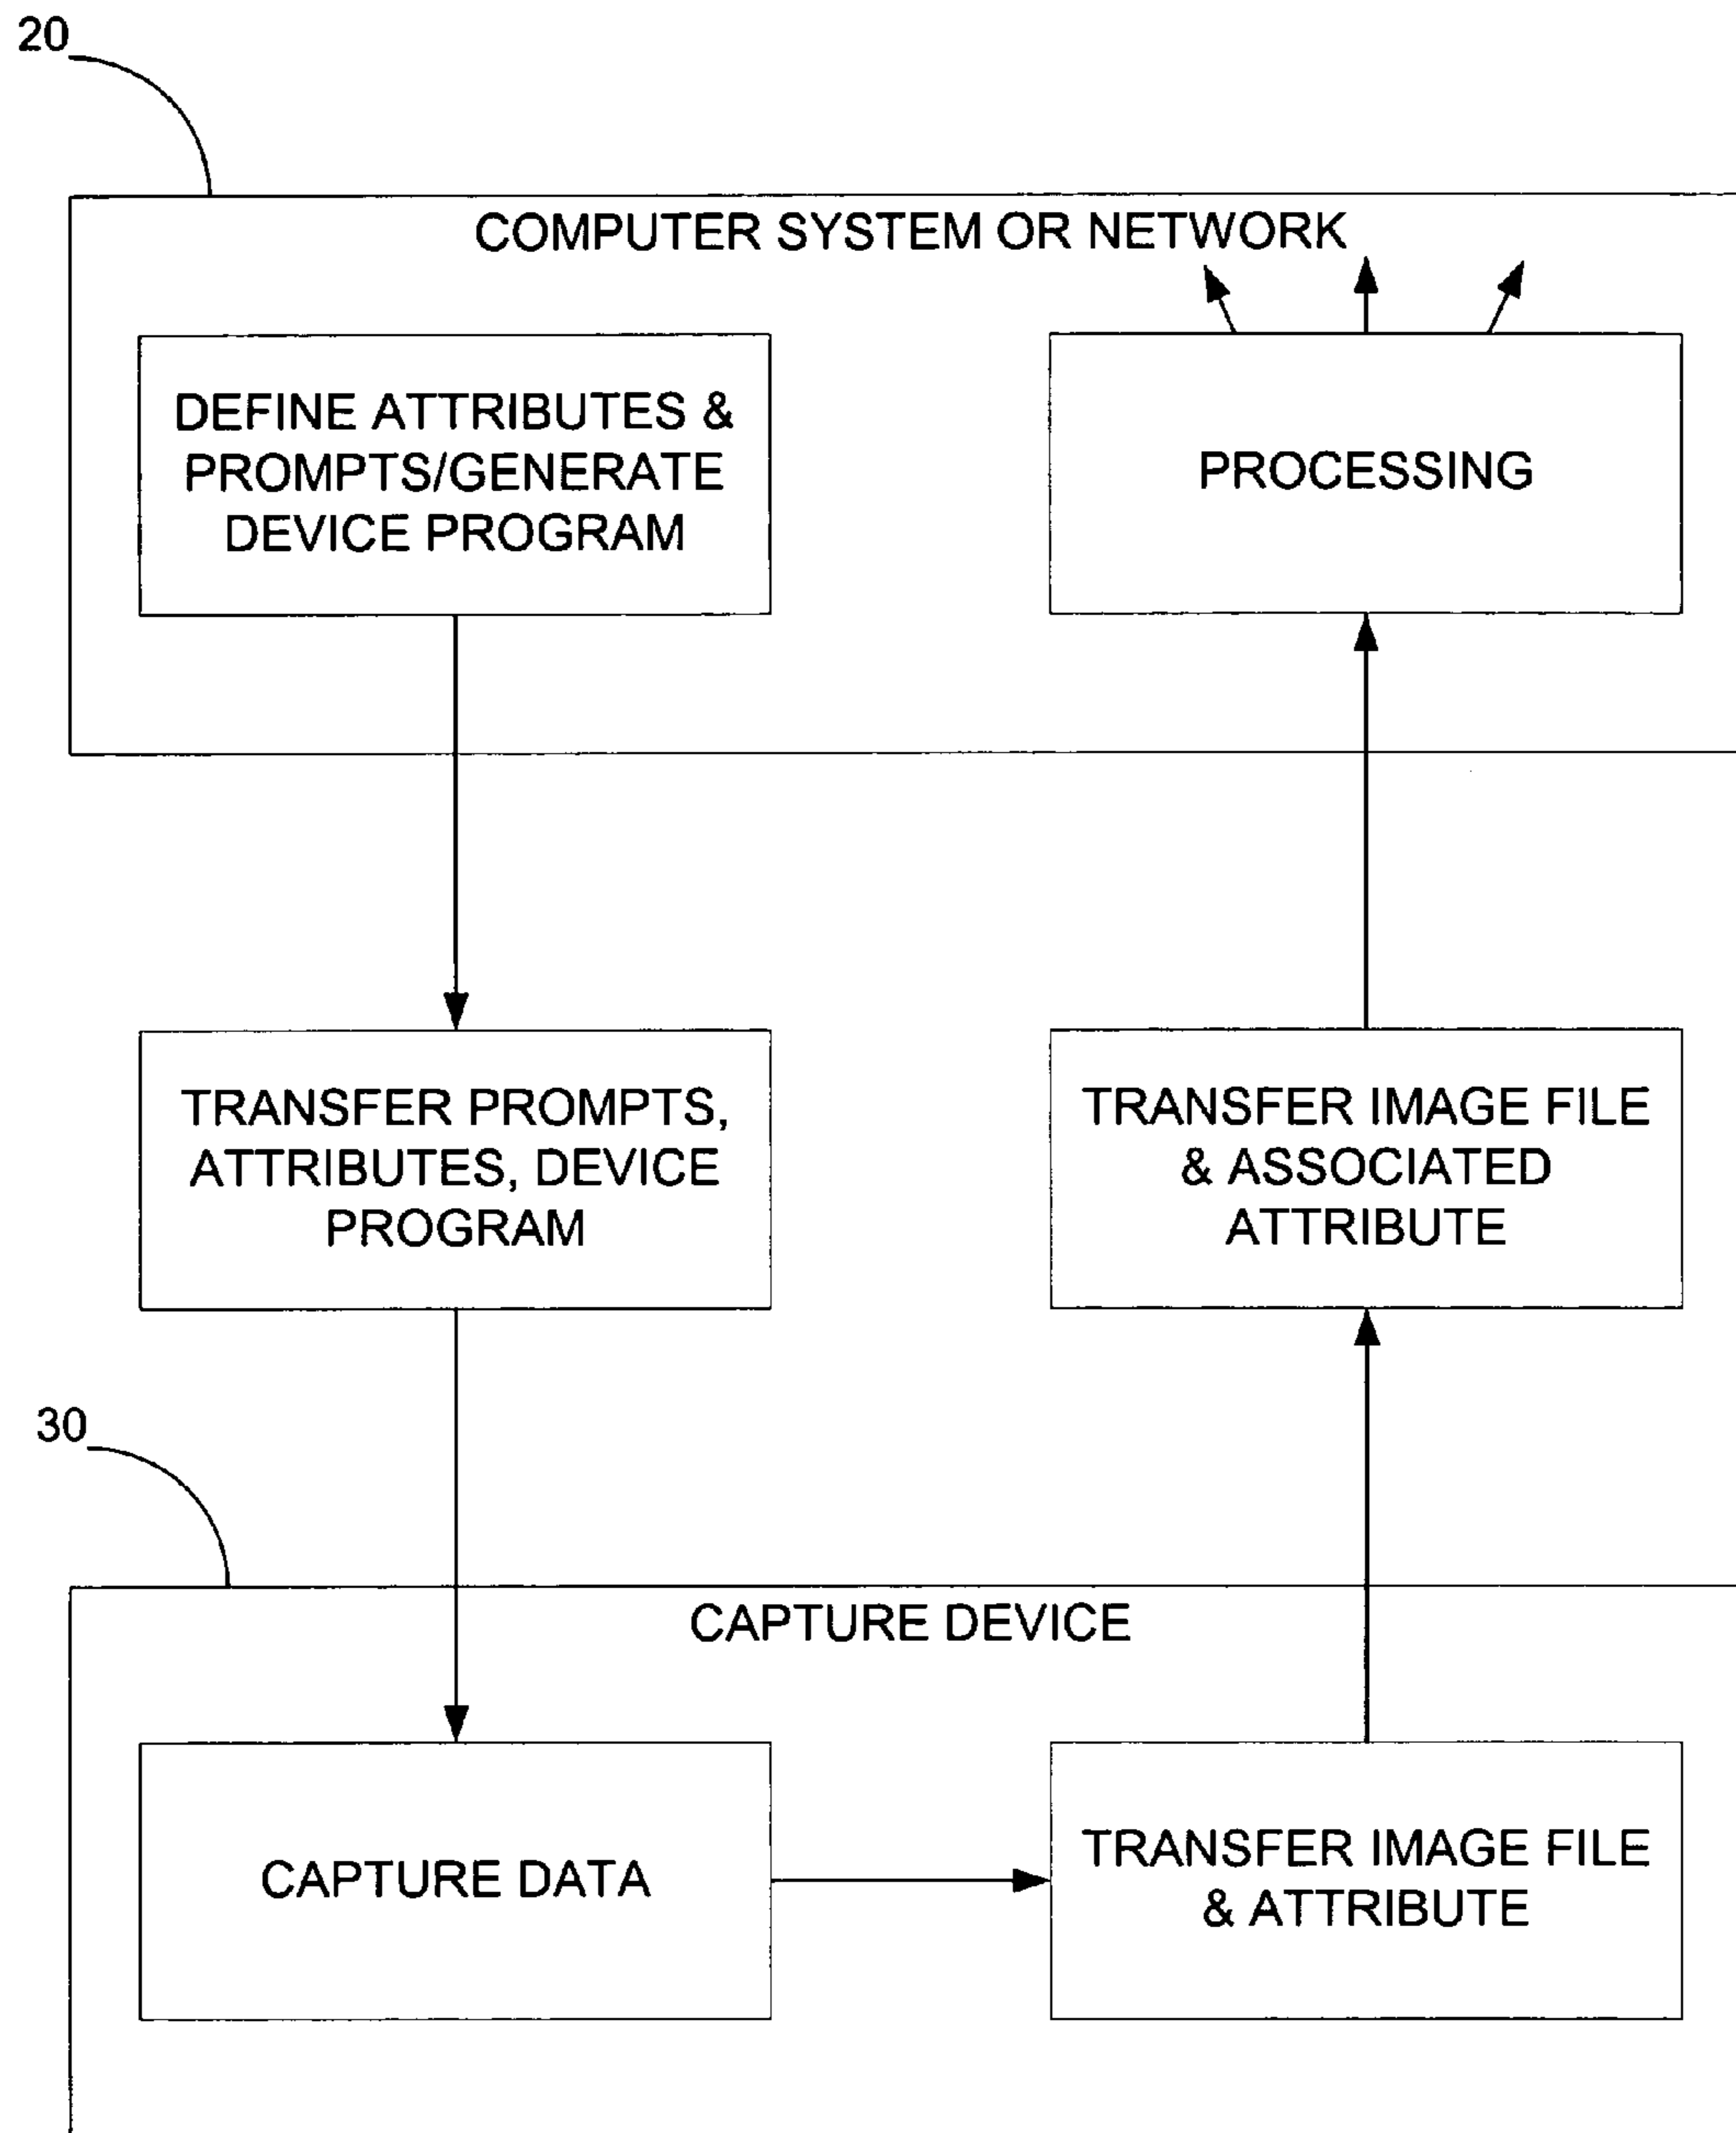 20
COMPUTER SYSTEM OR NETWORK
DEFINE ATTRIBUTES &
PROMPTS/GENERATE
DEVICE PROGRAM
PROCESSING
TRANSFER PROMPTS,
ATTRIBUTES, DEVICE
PROGRAM
TRANSFER IMAGE FILE
& ASSOCIATED
ATTRIBUTE
30
CAPTURE DEVICE
CAPTURE DATA
TRANSFER IMAGE FILE
& ATTRIBUTE